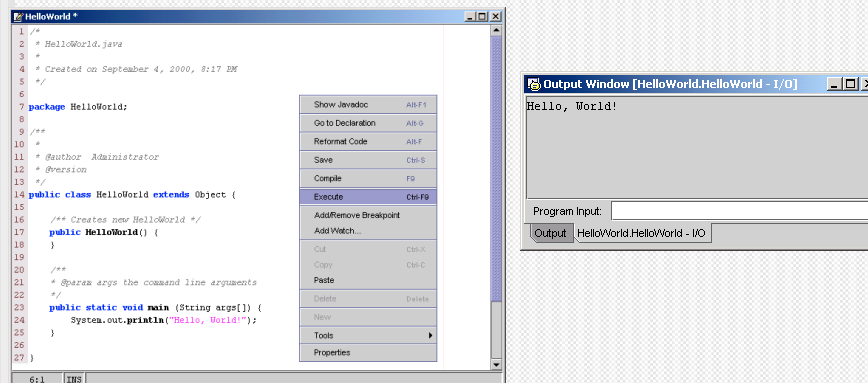 HelloWorld *
1 /*
2  * HelloWorld.java
3  *
4  * Created on September 4, 2000, 8:17 PM
5  */
6
7 package HelloWorld;
8
9 /**
10  *
11  * @author  Administrator
12  * @version
13  */
14 public class HelloWorld extends Object {
15
16     /** Creates new HelloWorld */
17     public HelloWorld() {
18     }
19
20     /**
21     * @param args the command line arguments
22     */
23     public static void main (String args[]) {
24         System.out.println("Hello, World!");
25     }
26
27 }
6:1 INS
Show Javadoc Alt-F1
Go to Declaration Alt-G
Reformat Code Alt-F
Save Ctrl-S
Compile F9
Execute Ctrl-F9
Add/Remove Breakpoint
Add Watch...
Cut Ctrl-X
Copy Ctrl-C
Paste
Delete Delete
New
Tools
Properties
Output Window [HelloWorld.HelloWorld - I/O]
Hello, World!
Program Input:
Output HelloWorld.HelloWorld - I/O